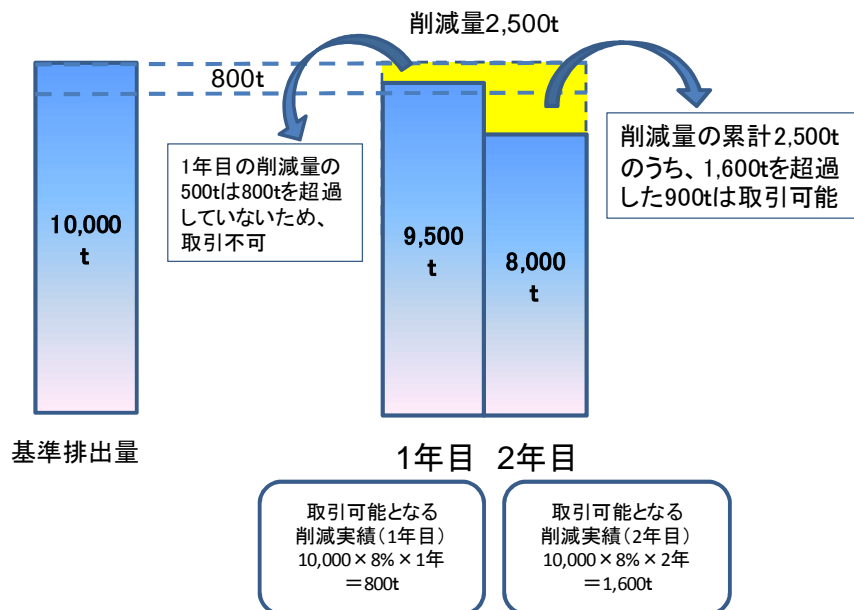 削減量2,500t
800t
1年目の削減量の
500tは800tを超過
していないため、
取引不可
削減量の累計2,500t
のうち、1,600tを超過
した900tは取引可能
10,000
t
9,500
t
8,000
t
基準排出量
1年目
2年目
取引可能となる
削減実績（1年目）
10,000×8%×1年
＝800t
取引可能となる
削減実績（2年目）
10,000×8%×2年
＝1,600t